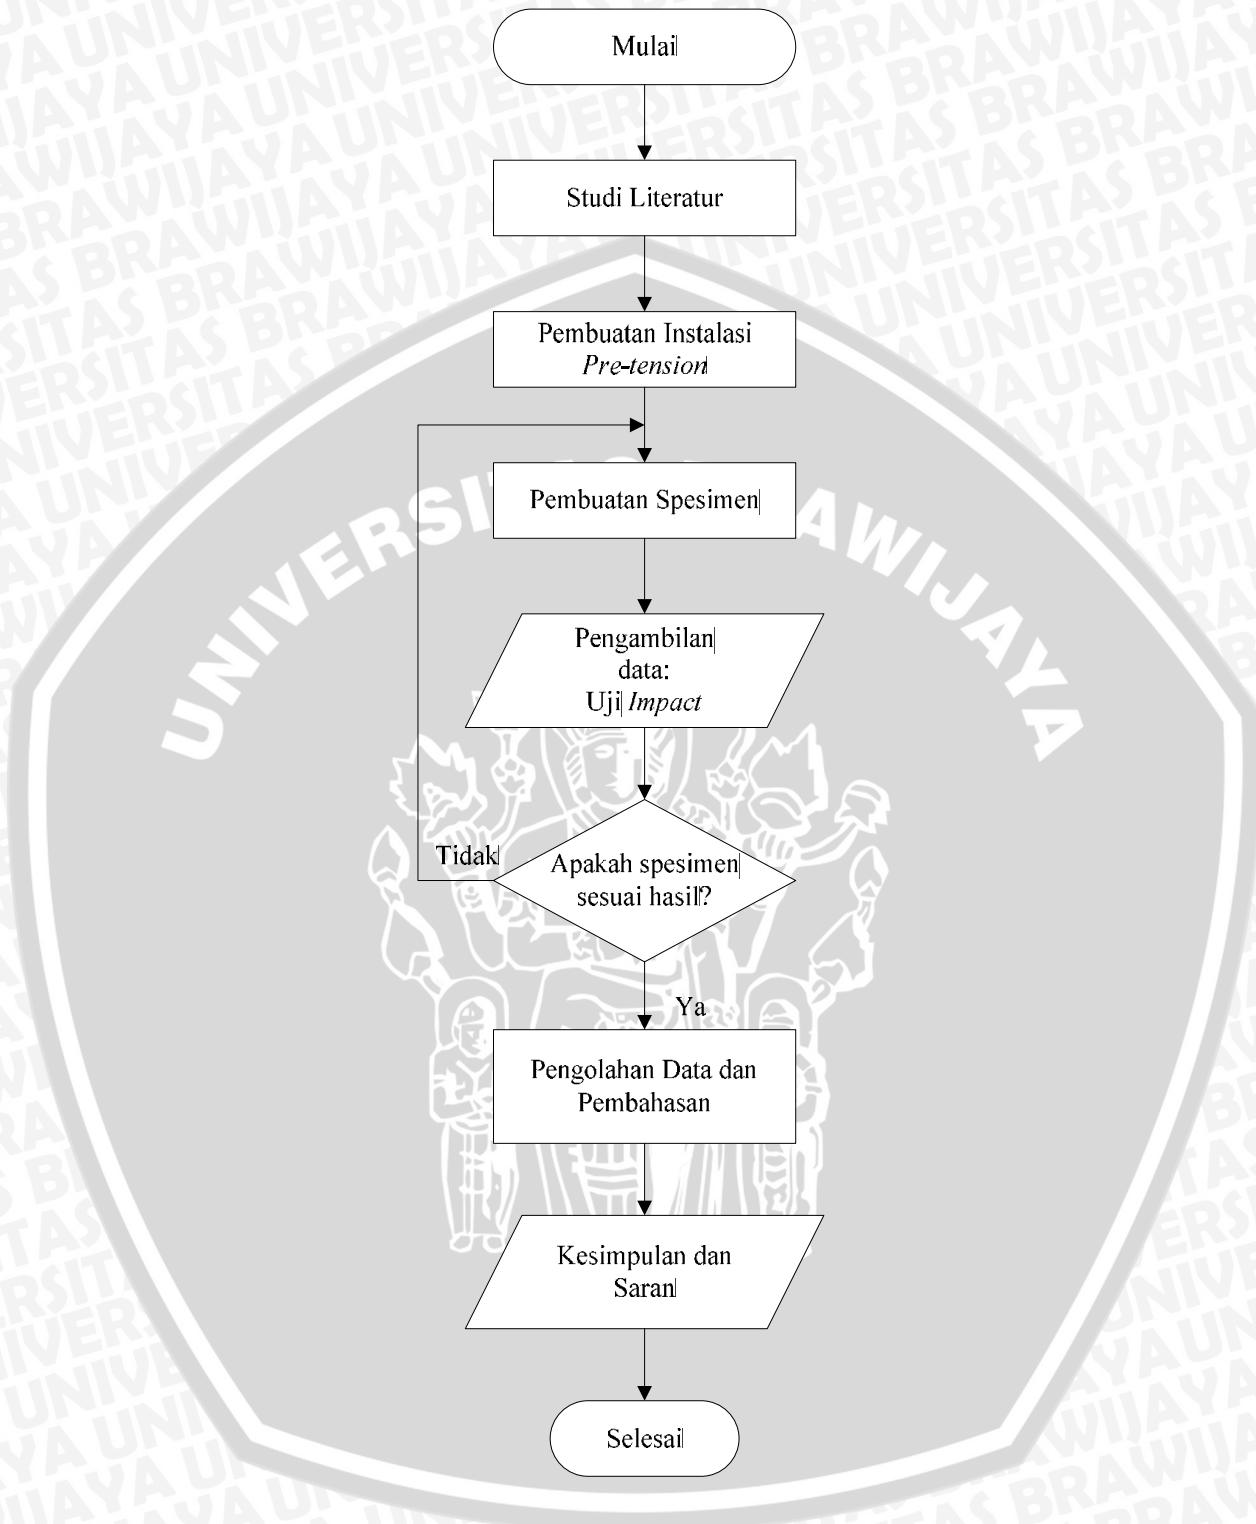 Mulai
Studi Literatur
Pembuatan Instalasi
Pre-tension
Pembuatan Spesimen
Pengambilan
data:
Uji Impact
Tidak
Apakah spesimen
sesuai hasil?
Ya
Pengolahan Data dan
Pembahasan
Kesimpulan dan
Saran
Selesai